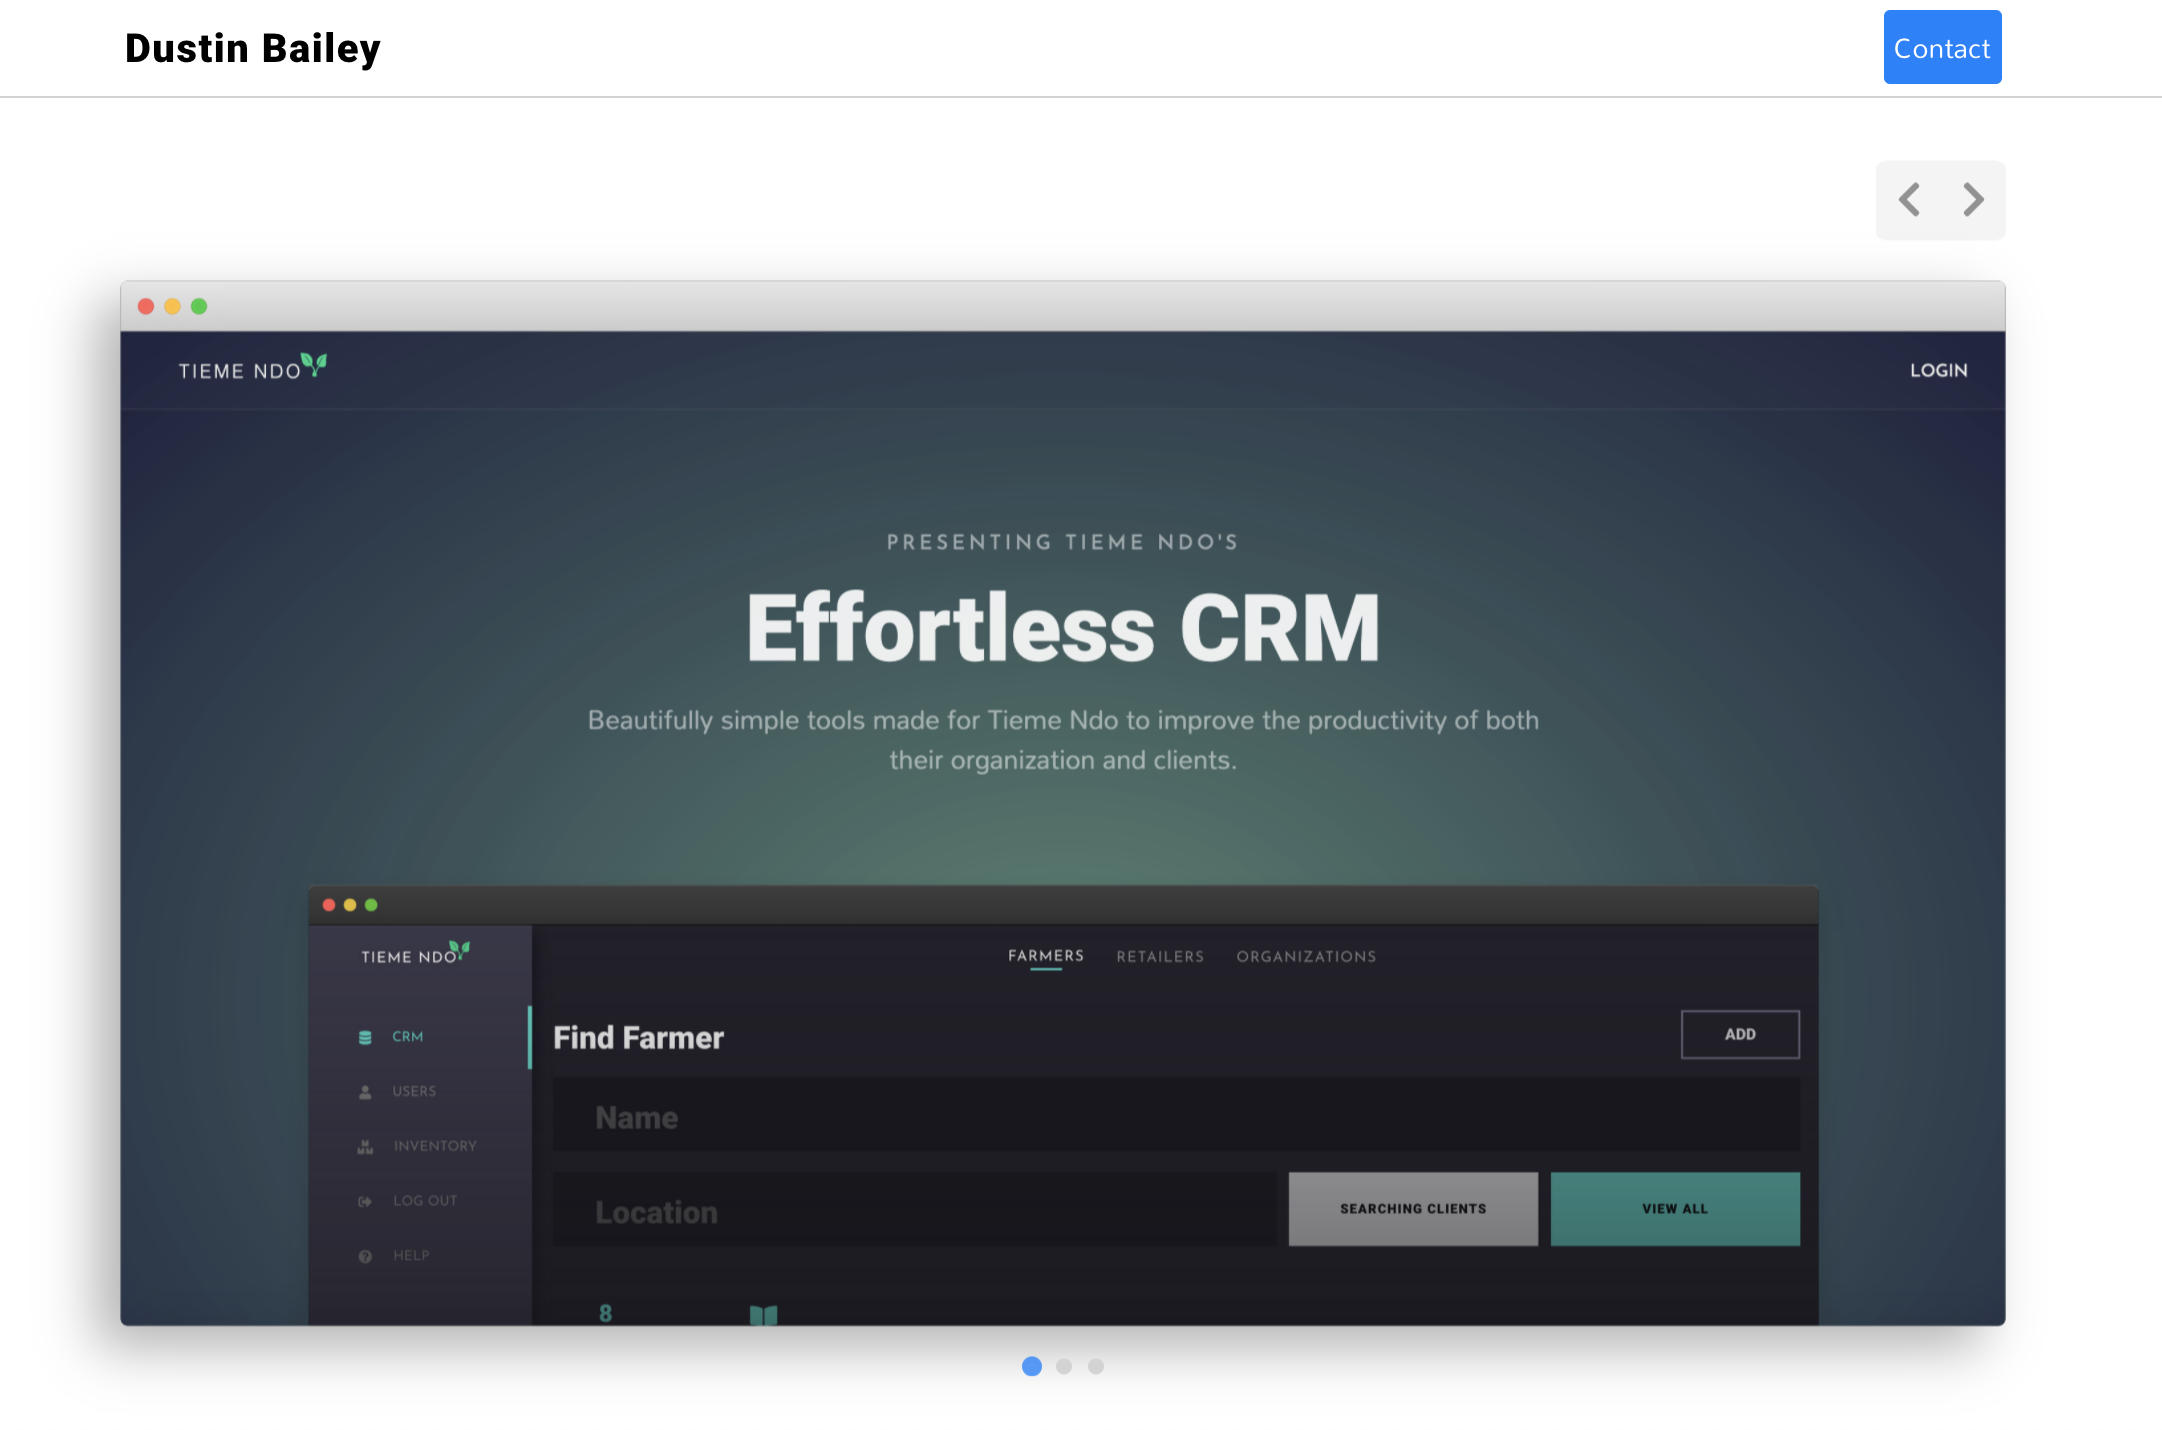 Dustin Bailey
Contact
TIEME NDO
LOGIN
PRESENTING TIEME NDO'S
Effortless CRM
Beautifully simple tools made for Tieme Ndo to improve the productivity of both
their organization and clients.
TIEME NDO
FARMERS RETAILERS ORGANIZATIONS
CRM
USERS
INVENTORY
LOG OUT
HELP
Find Farmer
ADD
Name
Location
SEARCHING CLIENTS
VIEW ALL
8